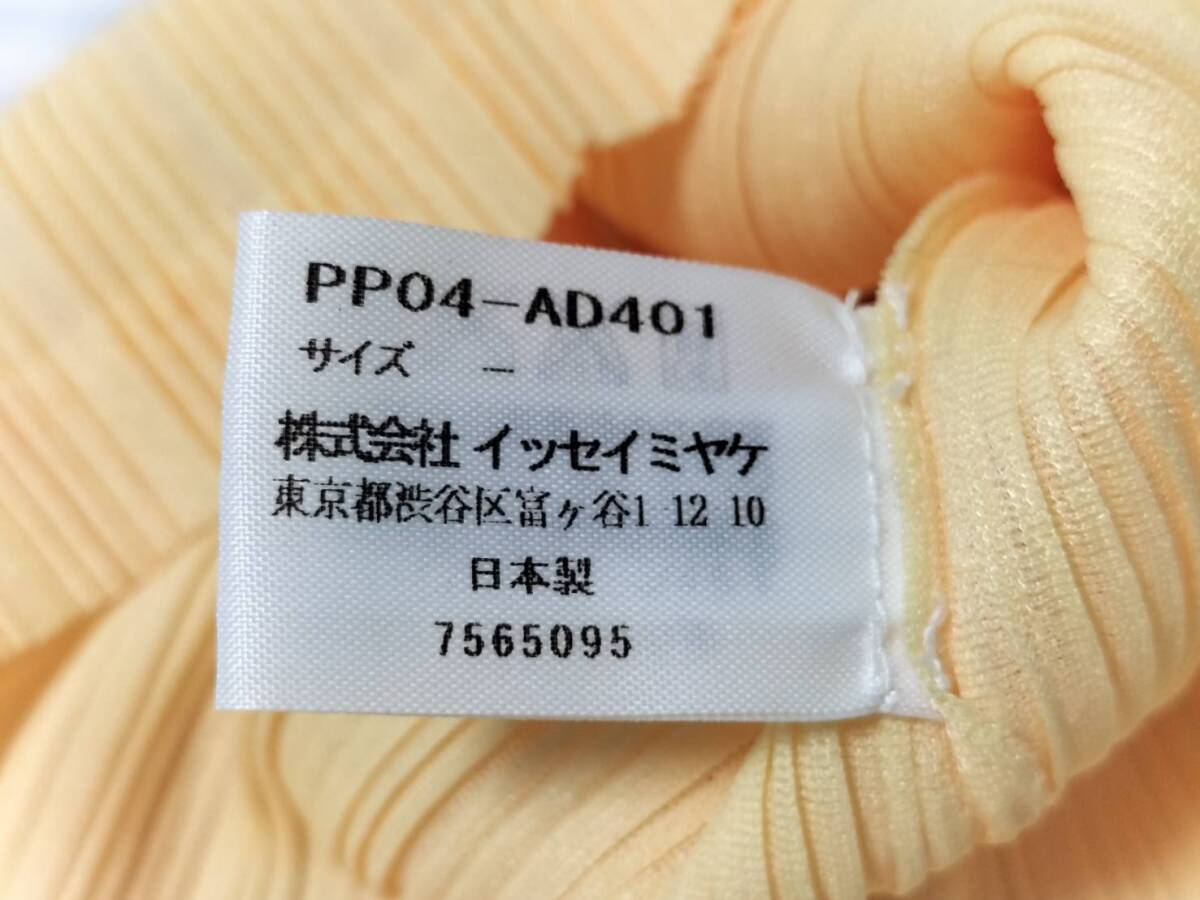 PP04-AD401
サイズ -
株式会社 イッセイミヤケ
東京都渋谷区富ヶ谷1 12 10
日本製
7565095